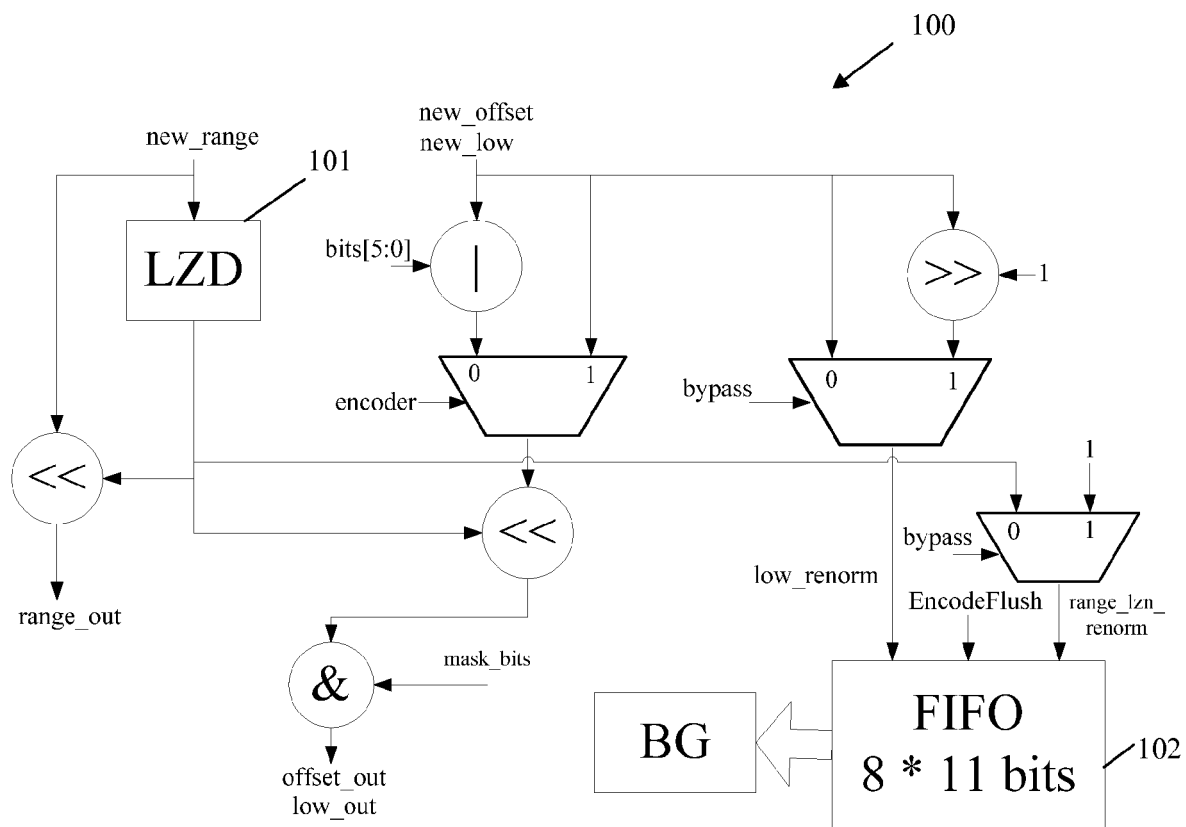 100
new_offset
new_low
new_range
101
LZD
bits[5:0]
|
>>
1
0 1
encoder
0 1
bypass
<<
<<
1
0 1
bypass
range_out
low_renorm
EncodeFlush
range_lzn_
renorm
&
mask_bits
offset_out
low_out
BG
FIFO
8 * 11 bits
102